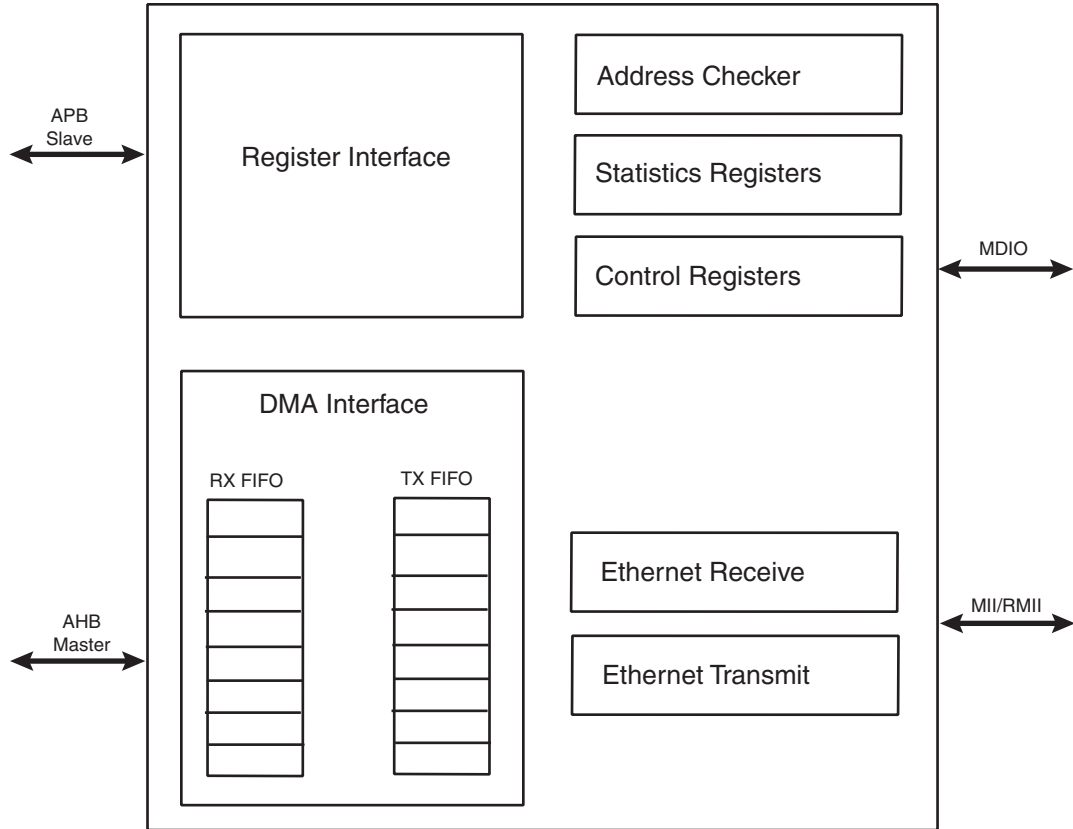 APB
Slave
Register Interface
Address Checker
Statistics Registers
Control Registers
MDIO
DMA Interface
RX FIFO
TX FIFO
AHB
Master
Ethernet Receive
Ethernet Transmit
MII/RMII